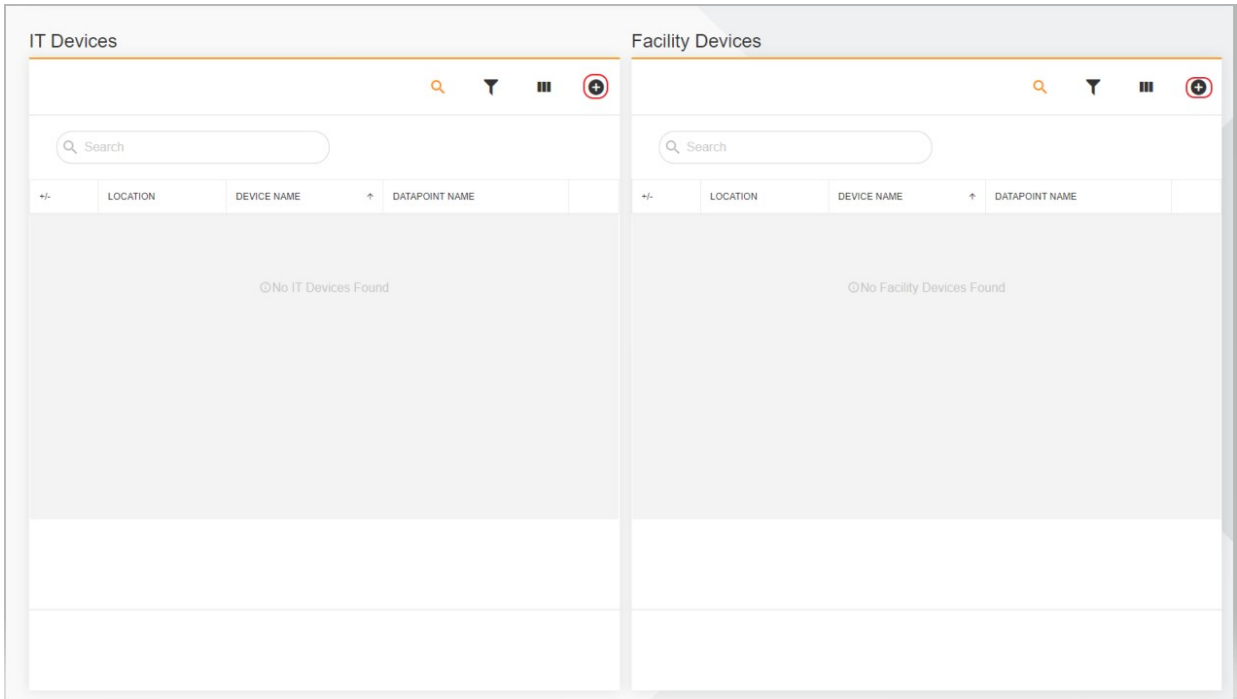 IT Devices
Search
+/- LOCATION DEVICE NAME ↑ DATAPOINT NAME
No IT Devices Found
Facility Devices
Search
+/- LOCATION DEVICE NAME ↑ DATAPOINT NAME
No Facility Devices Found